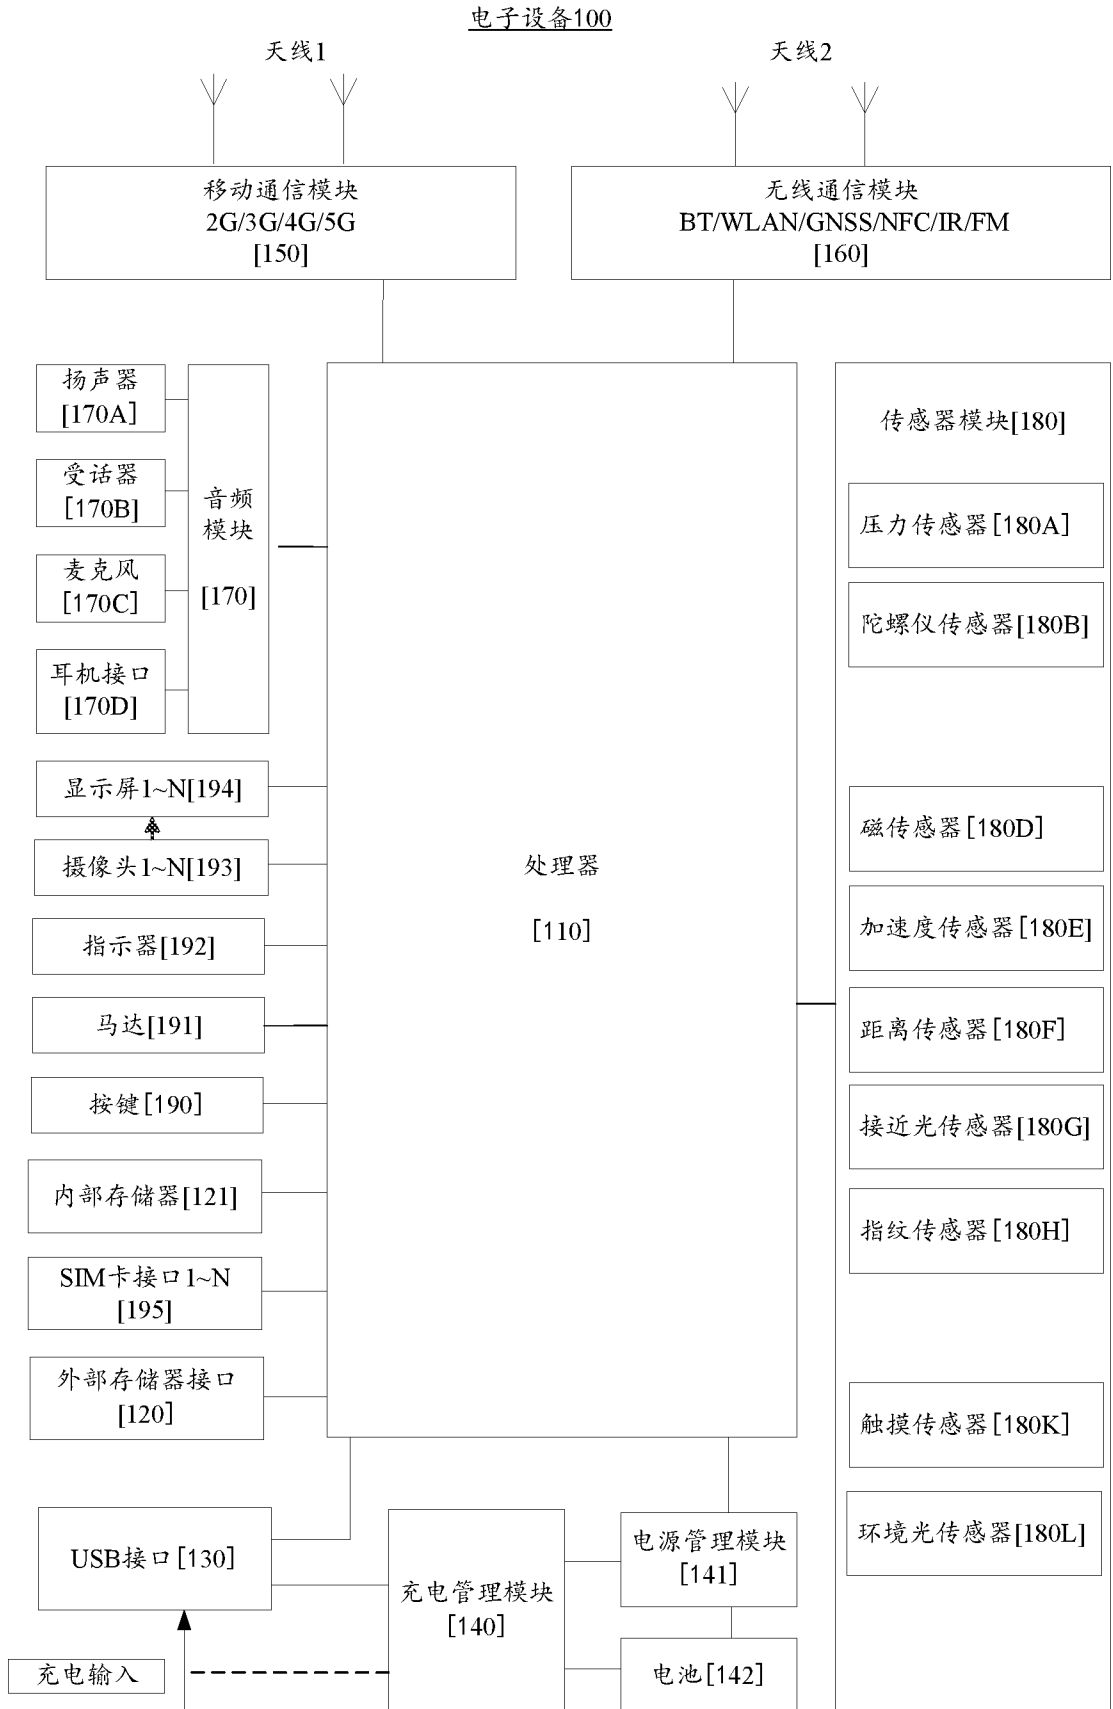 电子设备100
天线1
天线2
移动通信模块
2G/3G/4G/5G
[150]
无线通信模块
BT/WLAN/GNSS/NFC/IR/FM
[160]
扬声器
[170A]
受话器
[170B]
麦克风
[170C]
耳机接口
[170D]
音频
模块
[170]
显示屏1~N[194]
摄像头1~N[193]
指示器[192]
马达[191]
按键[190]
内部存储器[121]
SIM卡接口1~N
[195]
外部存储器接口
[120]
处理器
[110]
传感器模块[180]
压力传感器[180A]
陀螺仪传感器[180B]
磁传感器[180D]
加速度传感器[180E]
距离传感器[180F]
接近光传感器[180G]
指纹传感器[180H]
触摸传感器[180K]
环境光传感器[180L]
USB接口[130]
充电管理模块
[140]
电源管理模块
[141]
电池[142]
充电输入